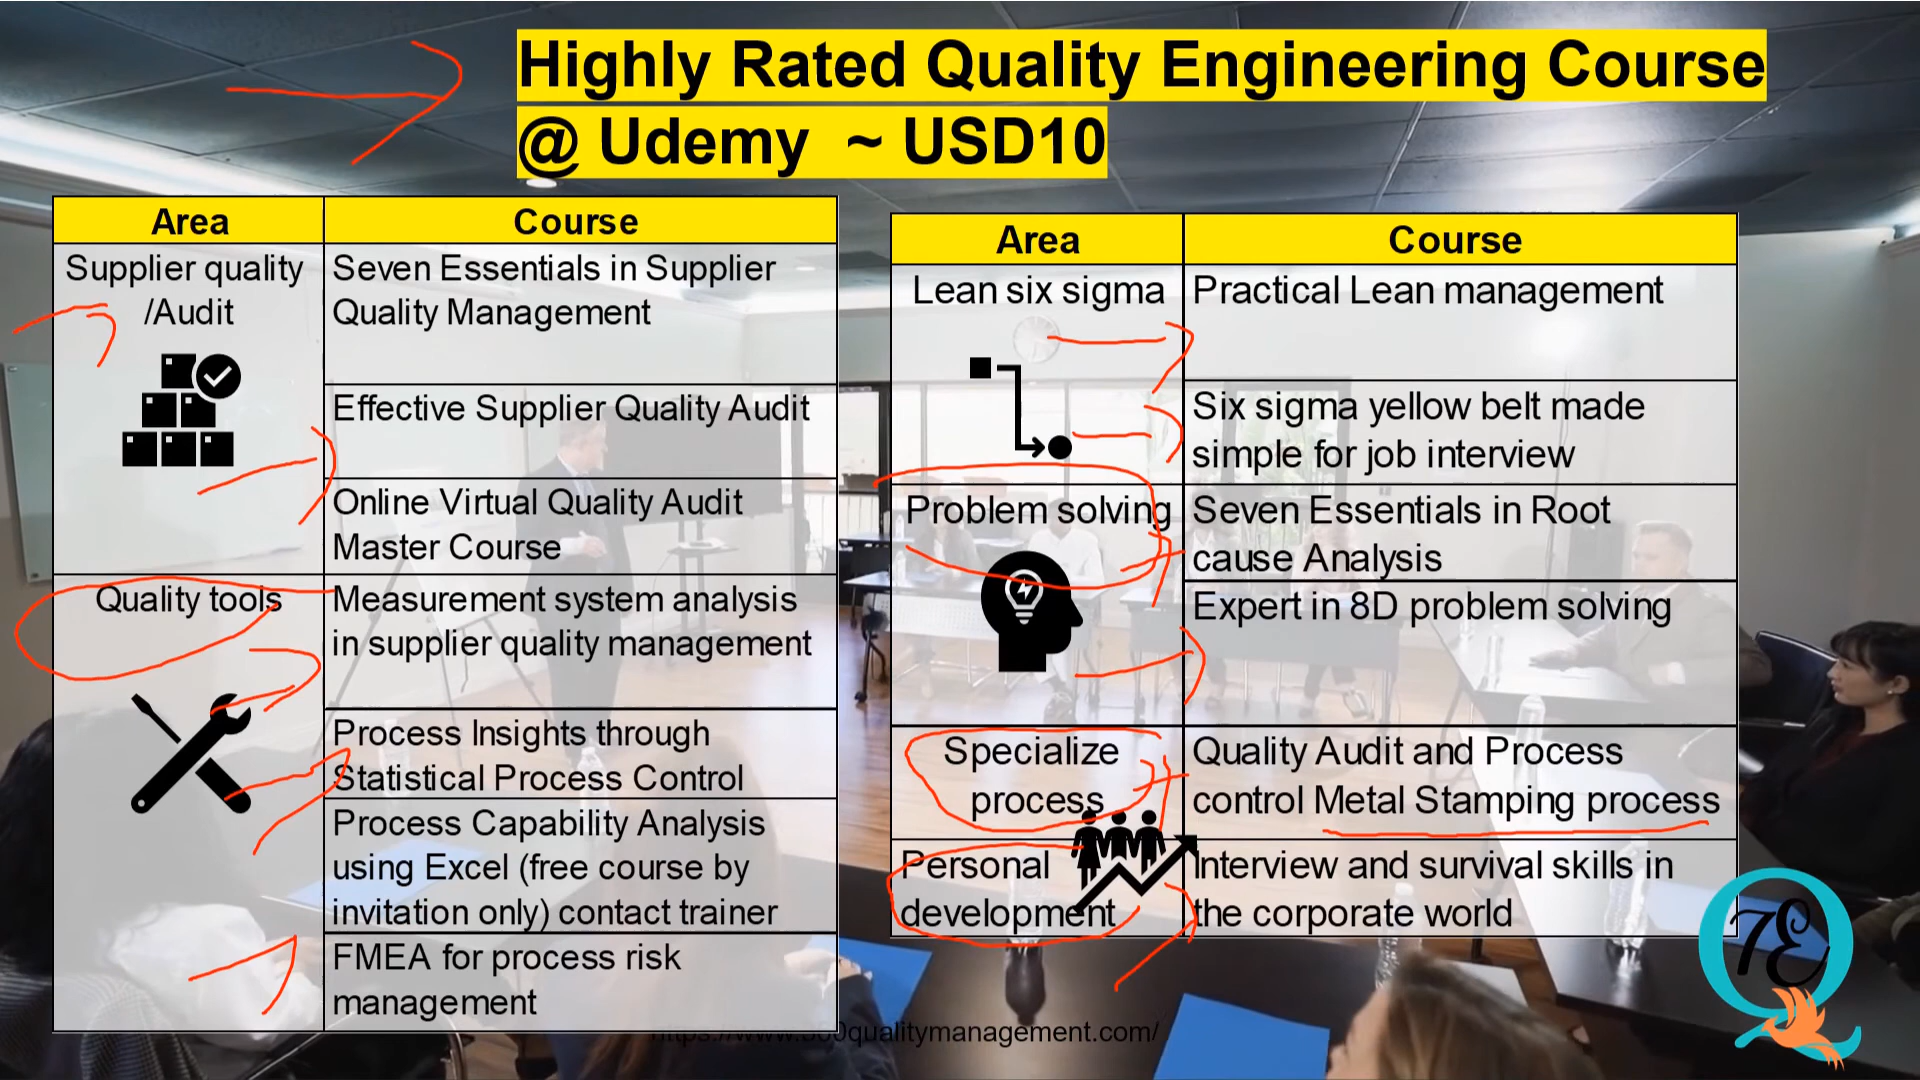 Highly Rated Quality Engineering Course
@ Udemy ~ USD10
Area
Course
Supplier quality
/Audit
Seven Essentials in Supplier
Quality Management
Effective Supplier Quality Audit
Online Virtual Quality Audit
Master Course
Quality tools
Measurement system analysis
in supplier quality management
Process Insights through
Statistical Process Control
Process Capability Analysis
using Excel (free course by
invitation only) contact trainer
FMEA for process risk
management
Area
Course
Lean six sigma
Practical Lean management
Six sigma yellow belt made
simple for job interview
Problem solving
Seven Essentials in Root
cause Analysis
Expert in 8D problem solving
Specialize
process
Quality Audit and Process
control Metal Stamping process
Personal
development
Interview and survival skills in
the corporate world
7E